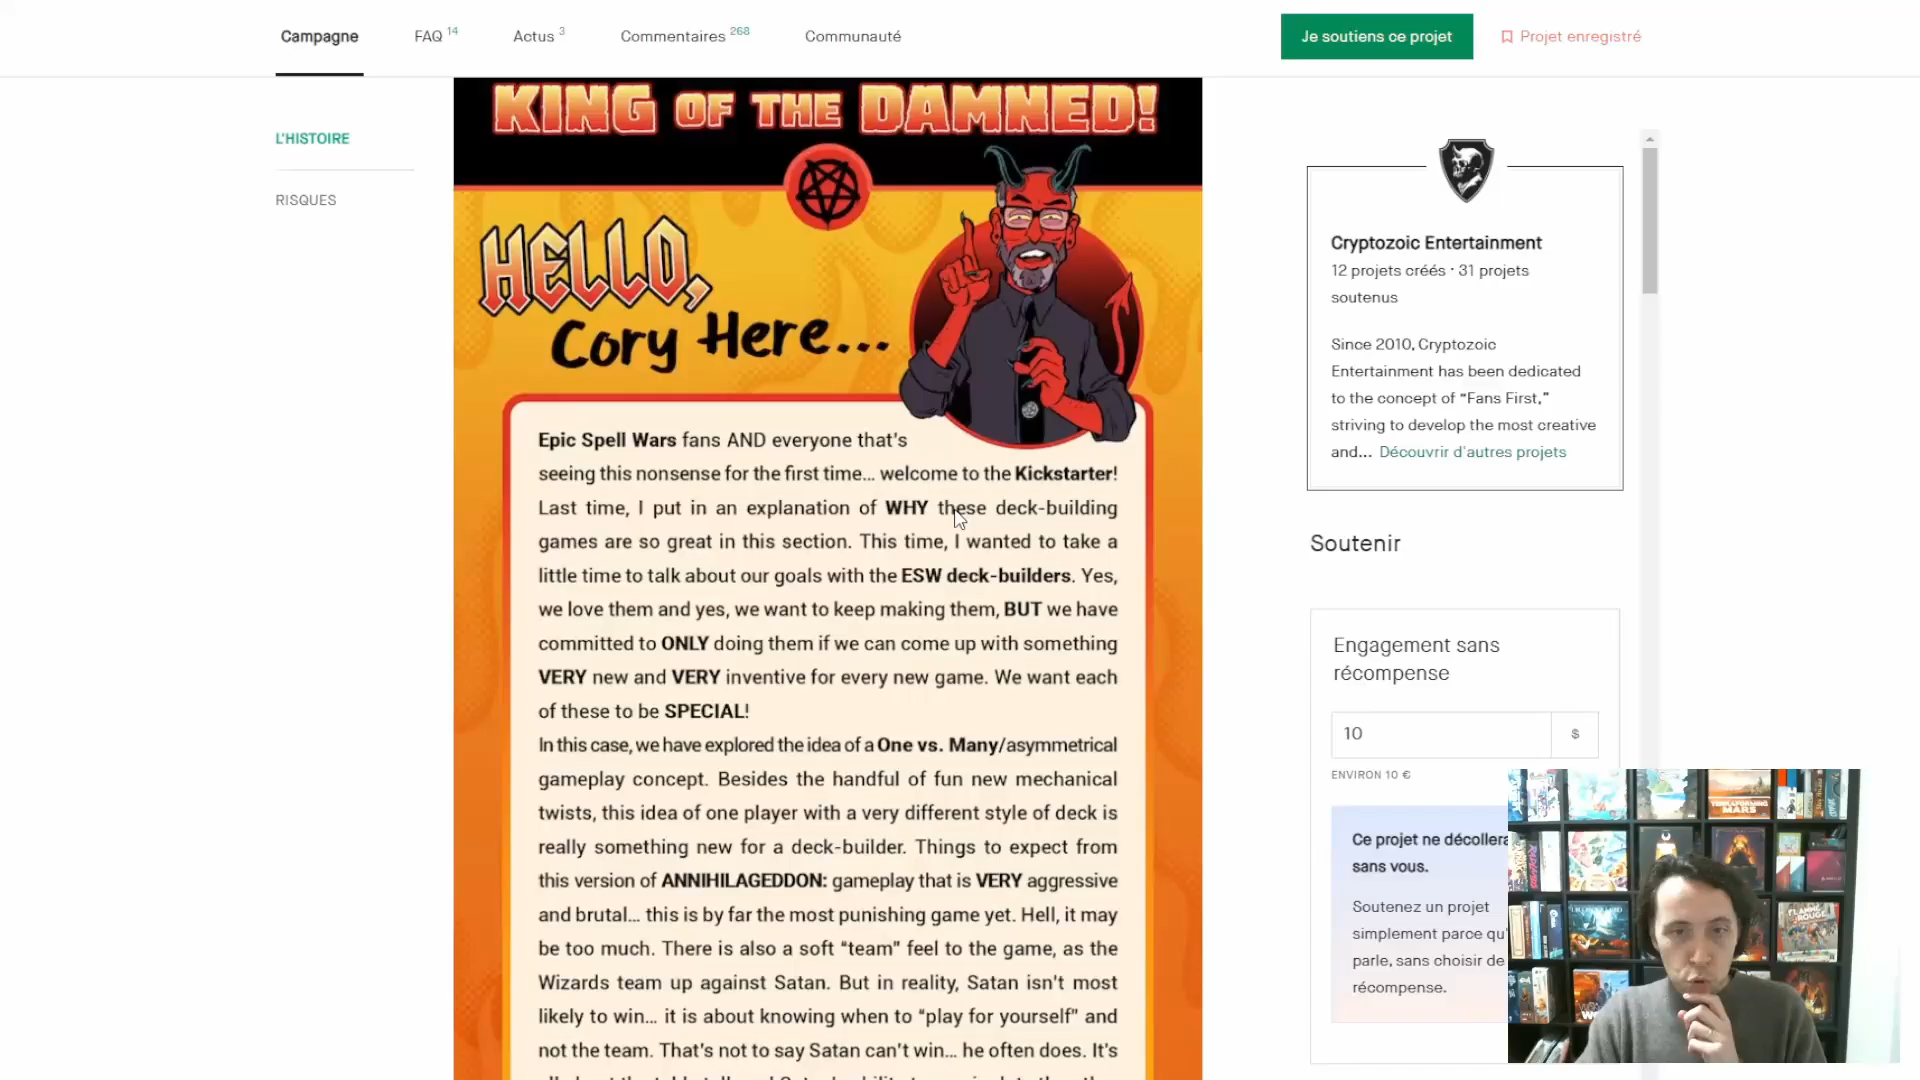 Campagne
FAQ 14
Actus 3
Commentaires 268
Communauté
Je soutiens ce projet
Projet enregistré
L'HISTOIRE
RISQUES
KING OF THE DAMNED!
HELLO,
Cory Here...
Epic Spell Wars fans AND everyone that's
seeing this nonsense for the first time... welcome to the Kickstarter!
Last time, I put in an explanation of WHY these deck-building
games are so great in this section. This time, I wanted to take a
little time to talk about our goals with the ESW deck-builders. Yes,
we love them and yes, we want to keep making them, BUT we have
committed to ONLY doing them if we can come up with something
VERY new and VERY inventive for every new game. We want each
of these to be SPECIAL!
In this case, we have explored the idea of a One vs. Many/asymmetrical
gameplay concept. Besides the handful of fun new mechanical
twists, this idea of one player with a very different style of deck is
really something new for a deck-builder. Things to expect from
this version of ANNIHILAGEDDON: gameplay that is VERY aggressive
and brutal... this is by far the most punishing game yet. Hell, it may
be too much. There is also a soft “team” feel to the game, as the
Wizards team up against Satan. But in reality, Satan isn't most
likely to win... it is about knowing when to “play for yourself” and
not the team. That's not to say Satan can't win... he often does. It's
Cryptozoic Entertainment
12 projets créés · 31 projets
soutenus
Since 2010, Cryptozoic
Entertainment has been dedicated
to the concept of “Fans First,”
striving to develop the most creative
and... Découvrir d'autres projets
Soutenir
Engagement sans
récompense
10 $
ENVIRON 10 €
Ce projet ne décollera
sans vous.
Soutenez un projet
simplement parce qu'
parle, sans choisir de
récompense.
TERRAFORMING
MARS
FLAMME
ROUGE